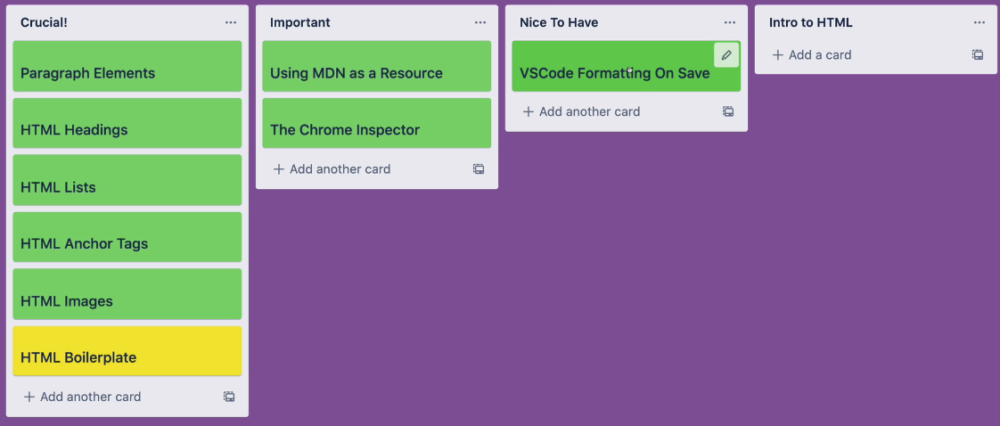 Crucial!
Paragraph Elements
HTML Headings
HTML Lists
HTML Anchor Tags
HTML Images
HTML Boilerplate
Add another card
Important
Using MDN as a Resource
The Chrome Inspector
Add another card
Nice To Have
VSCode Formatting On Save
Add another card
Intro to HTML
Add a card